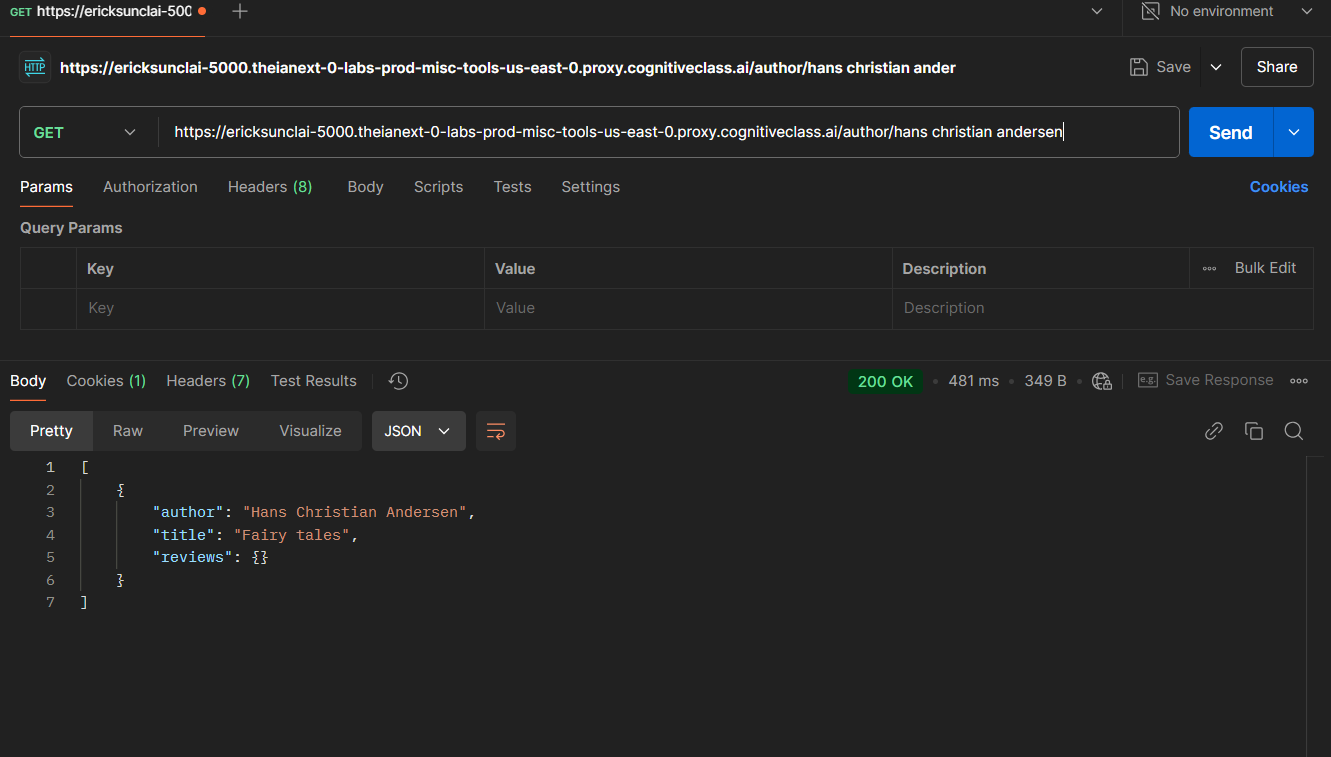 GET https://ericksunclai-500
No environment
HTTP https://ericksunclai-5000.theianext-0-labs-prod-misc-tools-us-east-0.proxy.cognitiveclass.ai/author/hans christian ander
Save
Share
GET
https://ericksunclai-5000.theianext-0-labs-prod-misc-tools-us-east-0.proxy.cognitiveclass.ai/author/hans christian andersen
Send
Params Authorization Headers (8) Body Scripts Tests Settings Cookies
Query Params
Key Value Description Bulk Edit
Key Value Description
Body Cookies (1) Headers (7) Test Results 200 OK 481 ms 349 B e.g. Save Response
Pretty Raw Preview Visualize JSON
1 [
2 {
3 "author": "Hans Christian Andersen",
4 "title": "Fairy tales",
5 "reviews": {}
6 }
7 ]